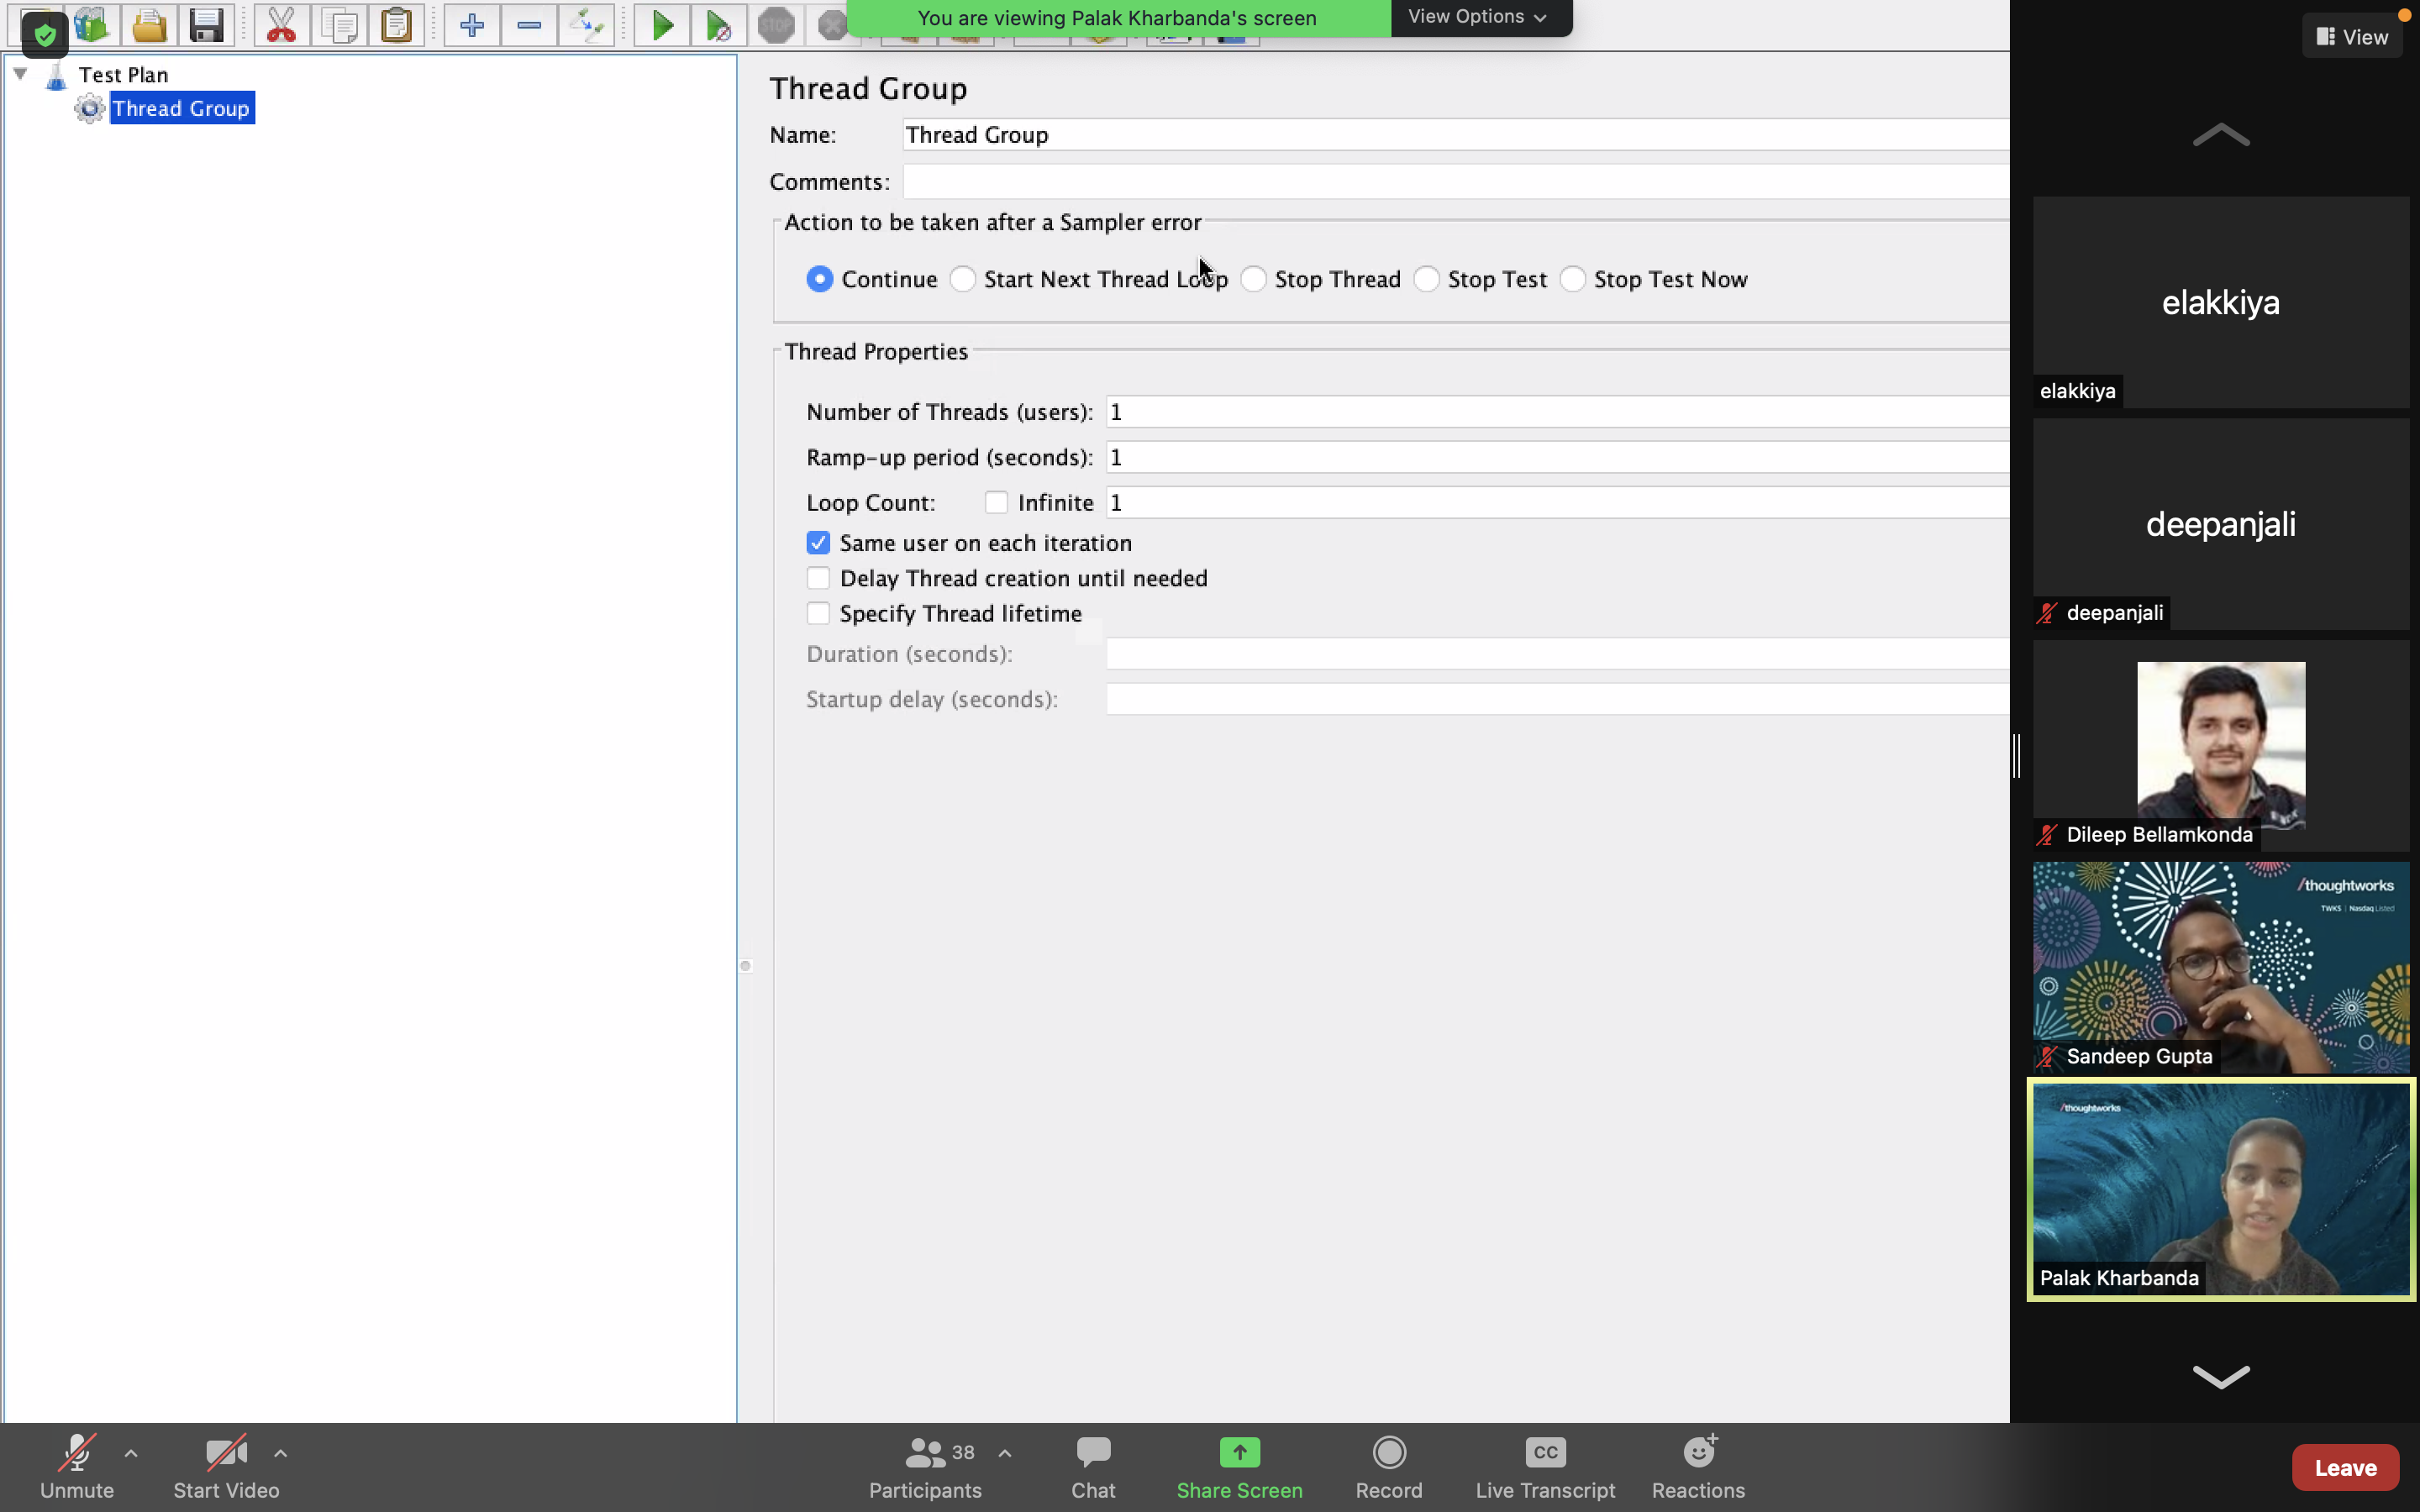 STOP
You are viewing Palak Kharbanda's screen
View Options
View
Test Plan
Thread Group
Thread Group
Name:
Thread Group
Comments:
Action to be taken after a Sampler error
Continue
Start Next Thread Loop
Stop Thread
Stop Test
Stop Test Now
Thread Properties
Number of Threads (users): 1
Ramp-up period (seconds): 1
Loop Count:
Infinite 1
Same user on each iteration
Delay Thread creation until needed
Specify Thread lifetime
Duration (seconds):
Startup delay (seconds):
elakkiya
elakkiya
deepanjali
deepanjali
Dileep Bellamkonda
/thoughtworks
TWKS | Nasdaq Listed
Sandeep Gupta
/thoughtworks
Palak Kharbanda
Unmute
Start Video
38
Participants
Chat
Share Screen
Record
CC
Live Transcript
Reactions
Leave